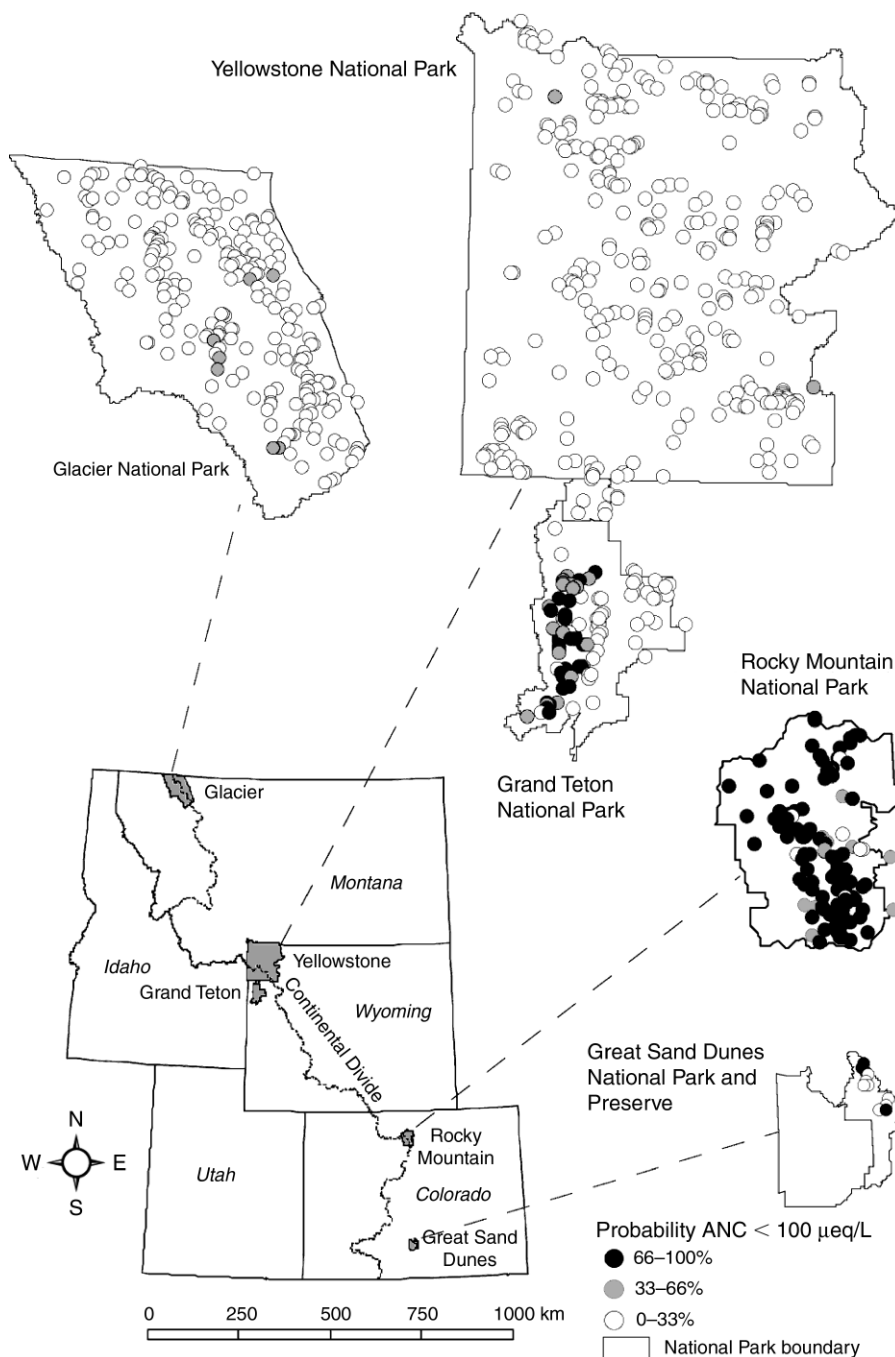 Yellowstone National Park
Glacier National Park
Rocky Mountain
National Park
Grand Teton
National Park
Glacier
Montana
Idaho
Yellowstone
Grand Teton
Continental Divide
Wyoming
Great Sand Dunes
National Park and
Preserve
N
W E
S
Utah
Rocky
Mountain
Colorado
Great Sand
Dunes
Probability ANC < 100 μeq/L
66–100%
33–66%
0–33%
National Park boundary
0 250 500 750 1000 km